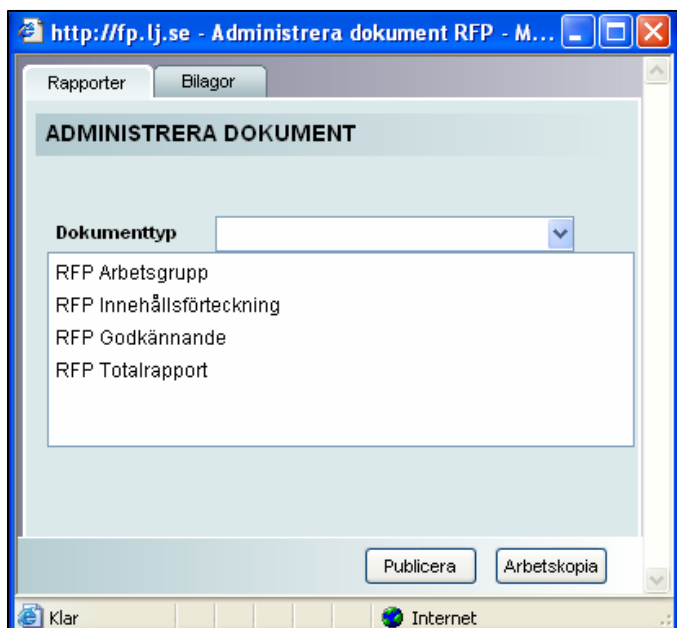 http://fp.lj.se - Administrera dokument RFP - M...
Rapporter Bilagor
ADMINISTRERA DOKUMENT
Dokumenttyp
RFP Arbetsgrupp
RFP Innehållsförteckning
RFP Godkännande
RFP Totalrapport
Publicera Arbetskopia
Klar Internet